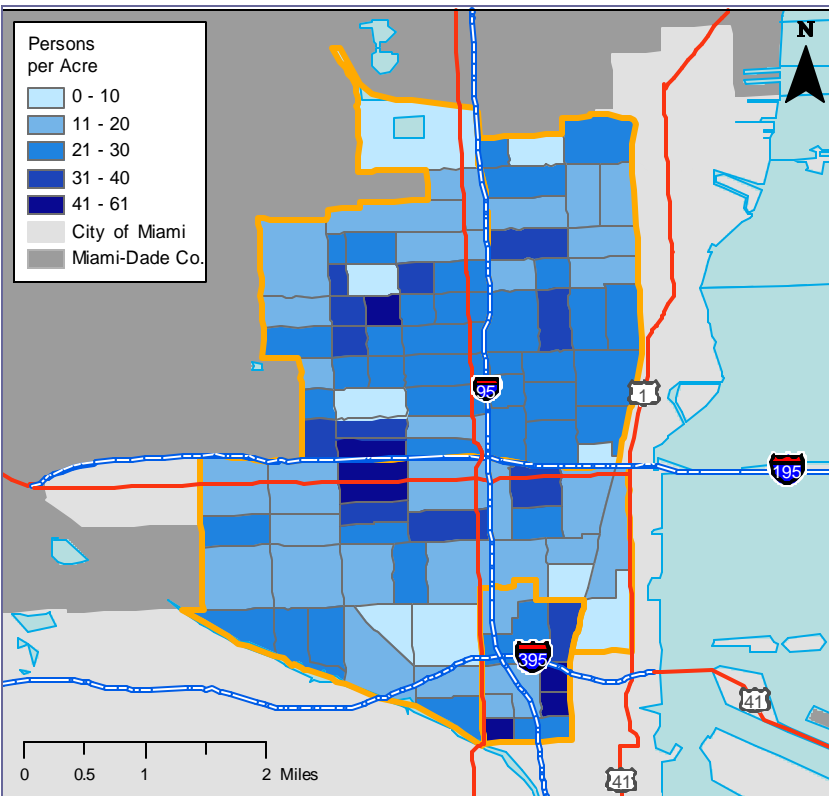 Persons
per Acre
0 - 10
11 - 20
21 - 30
31 - 40
41 - 61
City of Miami
Miami-Dade Co.
N
95
1
195
395
41
41
0 0.5 1 2 Miles